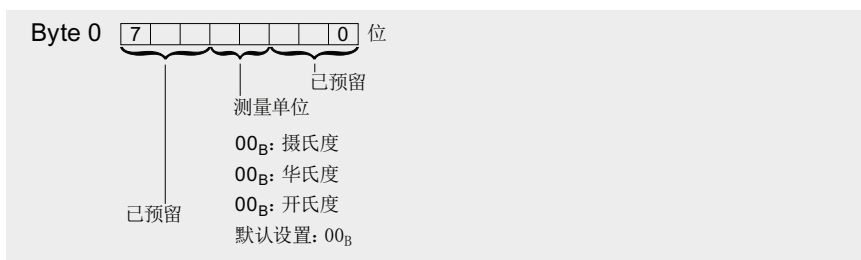 Byte 0 7 0 位
已预留
测量单位
00B: 摄氏度
00B: 华氏度
00B: 开氏度
已预留
默认设置: 00B